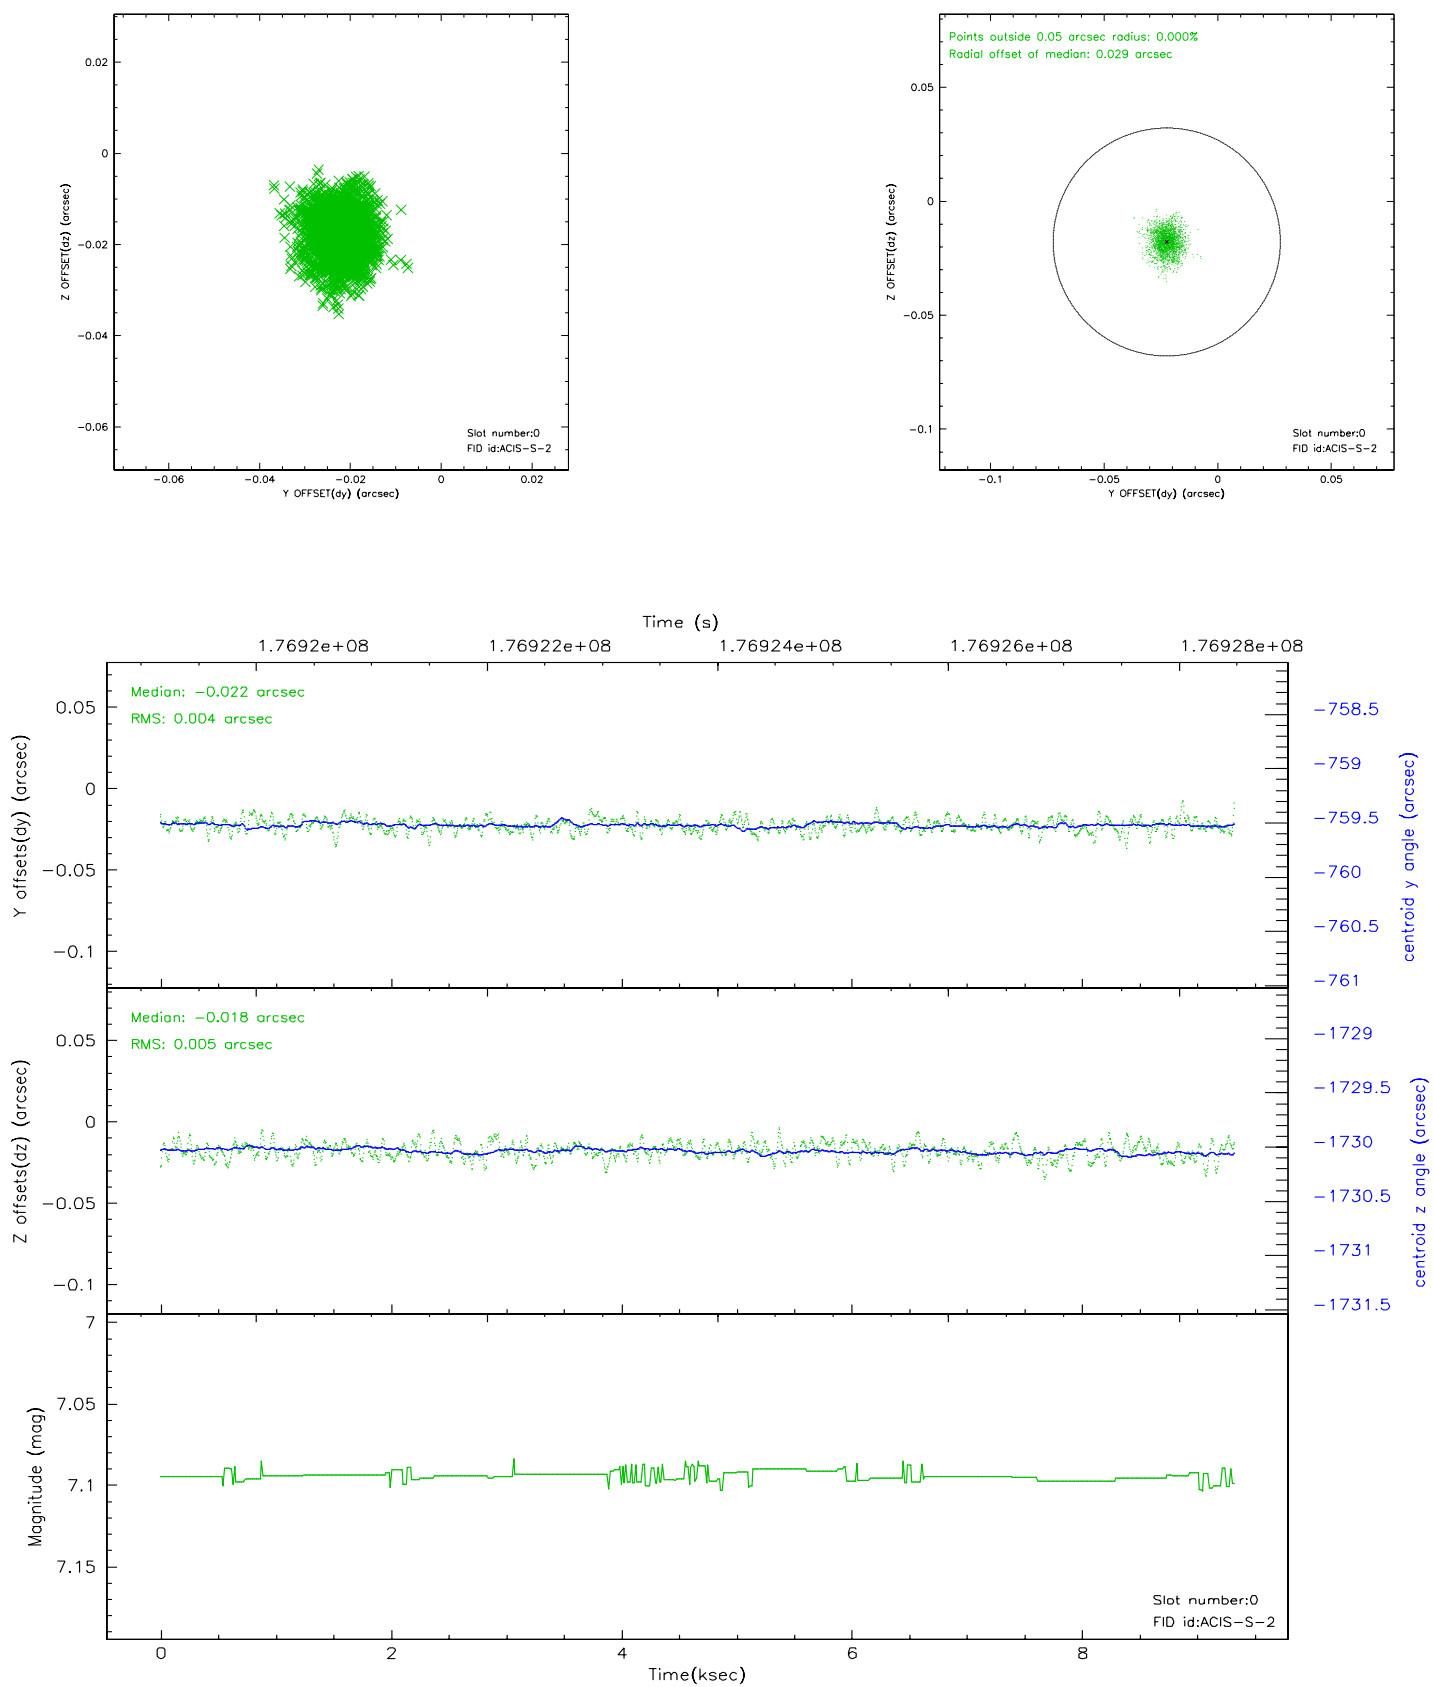 0.02
0
-0.02
-0.04
-0.06
Z OFFSET(dz) (arcsec)
Slot number:0
FID id:ACIS-S-2
-0.06
-0.04
-0.02
0
0.02
Y OFFSET(dy) (arcsec)
Points outside 0.05 arcsec radius: 0.000%
Radial offset of median: 0.029 arcsec
0.05
0
-0.05
-0.1
Z OFFSET(dz) (arcsec)
Slot number:0
FID id:ACIS-S-2
-0.1
-0.05
0
0.05
Y OFFSET(dy) (arcsec)
Time (s)
1.7692e+08
1.76922e+08
1.76924e+08
1.76926e+08
1.76928e+08
Median: -0.022 arcsec
RMS: 0.004 arcsec
0.05
0
-0.05
-0.1
Y offsets(dy) (arcsec)
-758.5
-759
-759.5
-760
-760.5
-761
centroid y angle (arcsec)
Median: -0.018 arcsec
RMS: 0.005 arcsec
0.05
0
-0.05
-0.1
Z offsets(dz) (arcsec)
-1729
-1729.5
-1730
-1730.5
-1731
-1731.5
centroid z angle (arcsec)
7
7.05
7.1
7.15
Magnitude (mag)
Slot number:0
FID id:ACIS-S-2
0
2
4
6
8
Time(ksec)